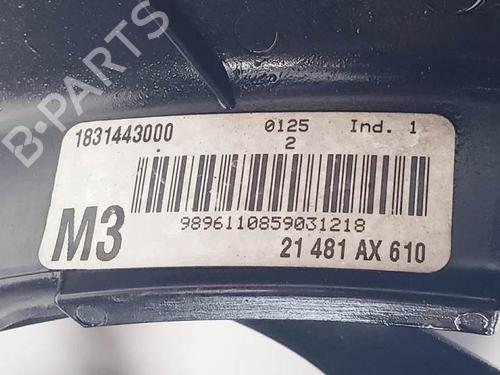 B-PARTS
1831443000 0125 Ind. 1
2
9896110859031218
M3 21 481 AX 610